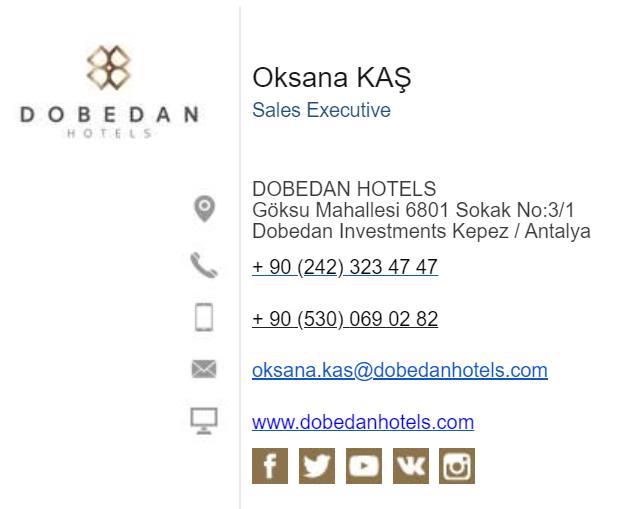 DOBEDAN
HOTELS
Oksana KAŞ
Sales Executive
DOBEDAN HOTELS
Göksu Mahallesi 6801 Sokak No:3/1
Dobedan Investments Kepez / Antalya
+ 90 (242) 323 47 47
+ 90 (530) 069 02 82
oksana.kas@dobedanhotels.com
www.dobedanhotels.com